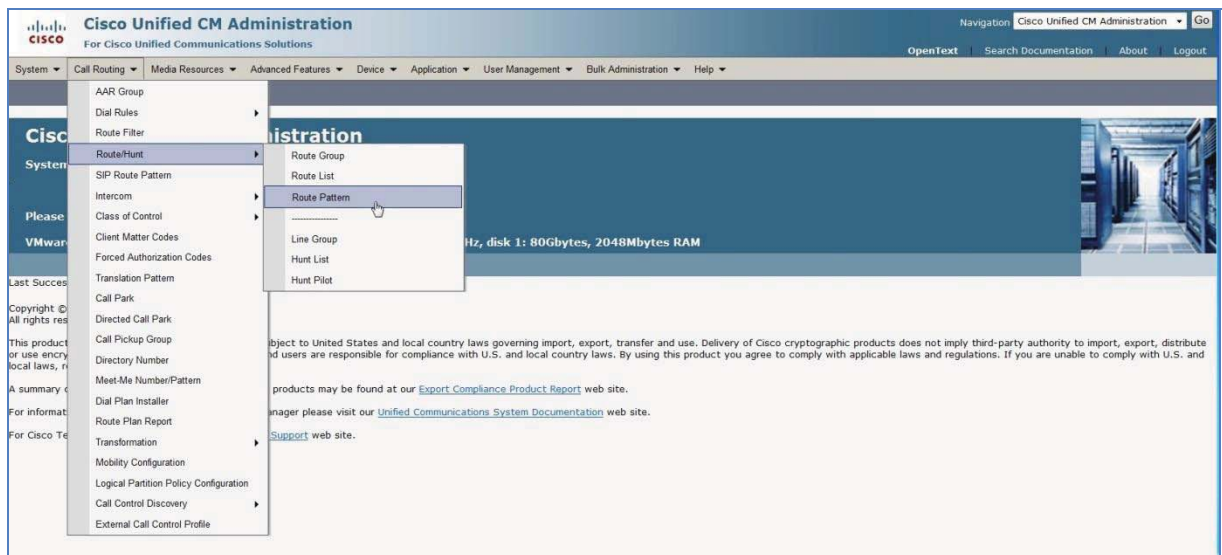 Cisco Unified CM Administration
For Cisco Unified Communications Solutions
CISCO
Navigation Cisco Unified CM Administration Go
OpenText | Search Documentation | About | Logout
System Call Routing Media Resources Advanced Features Device Application User Management Bulk Administration Help
AAR Group
Dial Rules
Route Filter
Route/Hunt
SIP Route Pattern
Intercom
Class of Control
Client Matter Codes
Forced Authorization Codes
Translation Pattern
Call Park
Directed Call Park
Call Pickup Group
Directory Number
Meet-Me Number/Pattern
Dial Plan Installer
Route Plan Report
Transformation
Mobility Configuration
Logical Partition Policy Configuration
Call Control Discovery
External Call Control Profile
Route Group
Route List
Route Pattern
----------------
Line Group
Hunt List
Hunt Pilot
Cisc istration
System
Please
VMwar Hz, disk 1: 80Gbytes, 2048Mbytes RAM
Last Succes
Copyright ©
All rights res
This product bject to United States and local country laws governing import, export, transfer and use. Delivery of Cisco cryptographic products does not imply third-party authority to import, export, distribute
or use encry nd users are responsible for compliance with U.S. and local country laws. By using this product you agree to comply with applicable laws and regulations. If you are unable to comply with U.S. and
local laws, r
A summary o products may be found at our Export Compliance Product Report web site.
For informat anager please visit our Unified Communications System Documentation web site.
For Cisco Te Support web site.